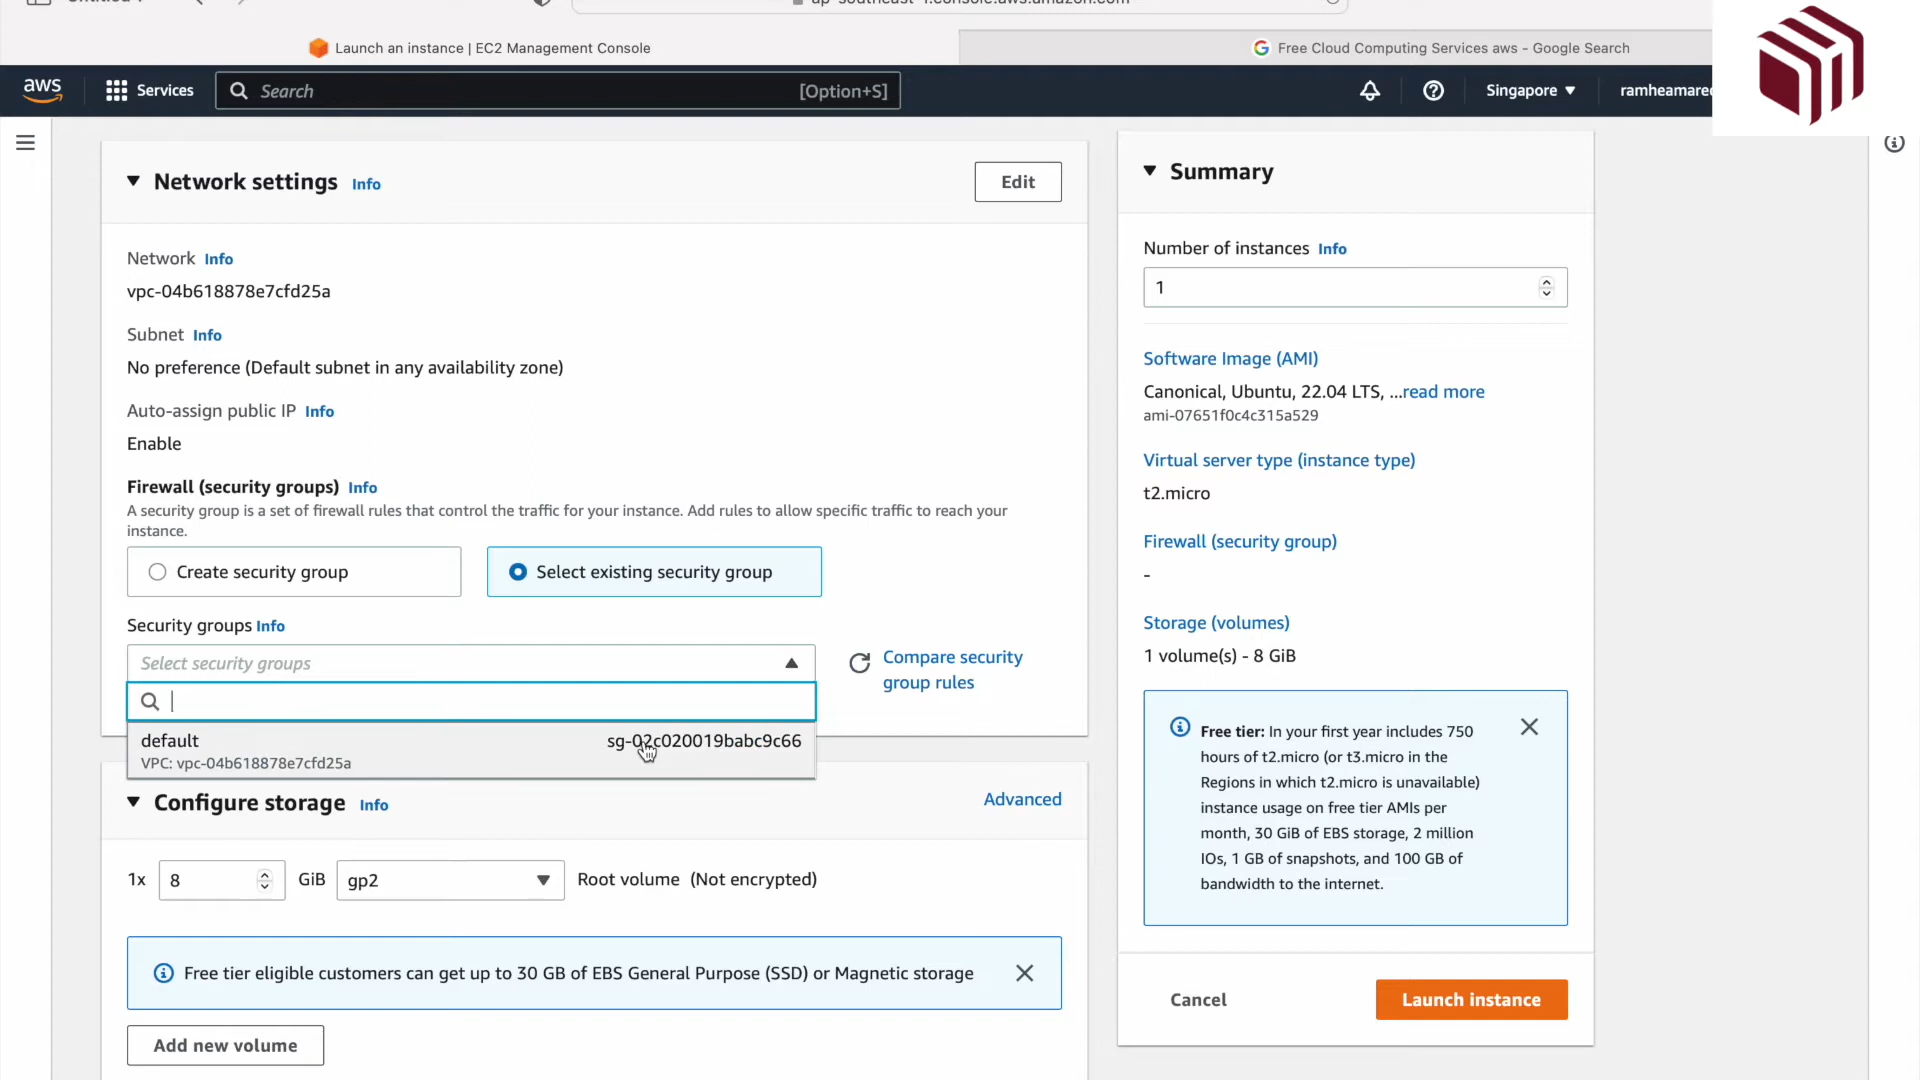 Launch an instance | EC2 Management Console
Free Cloud Computing Services aws - Google Search
aws
Services
Search
[Option+S]
Singapore
Network settings Info
Edit
Network Info
vpc-04b618878e7cfd25a
Subnet Info
No preference (Default subnet in any availability zone)
Auto-assign public IP Info
Enable
Firewall (security groups) Info
A security group is a set of firewall rules that control the traffic for your instance. Add rules to allow specific traffic to reach your
instance.
Create security group
Select existing security group
Security groups Info
Select security groups
Compare security
group rules
default
sg-02c020019babc9c66
VPC: vpc-04b618878e7cfd25a
Configure storage Info
Advanced
1x
8
GiB
gp2
Root volume (Not encrypted)
Free tier eligible customers can get up to 30 GB of EBS General Purpose (SSD) or Magnetic storage
Add new volume
Summary
Number of instances Info
1
Software Image (AMI)
Canonical, Ubuntu, 22.04 LTS, ...read more
ami-07651f0c4c315a529
Virtual server type (instance type)
t2.micro
Firewall (security group)
-
Storage (volumes)
1 volume(s) - 8 GiB
Free tier: In your first year includes 750
hours of t2.micro (or t3.micro in the
Regions in which t2.micro is unavailable)
instance usage on free tier AMIs per
month, 30 GiB of EBS storage, 2 million
IOs, 1 GB of snapshots, and 100 GB of
bandwidth to the internet.
Cancel
Launch instance